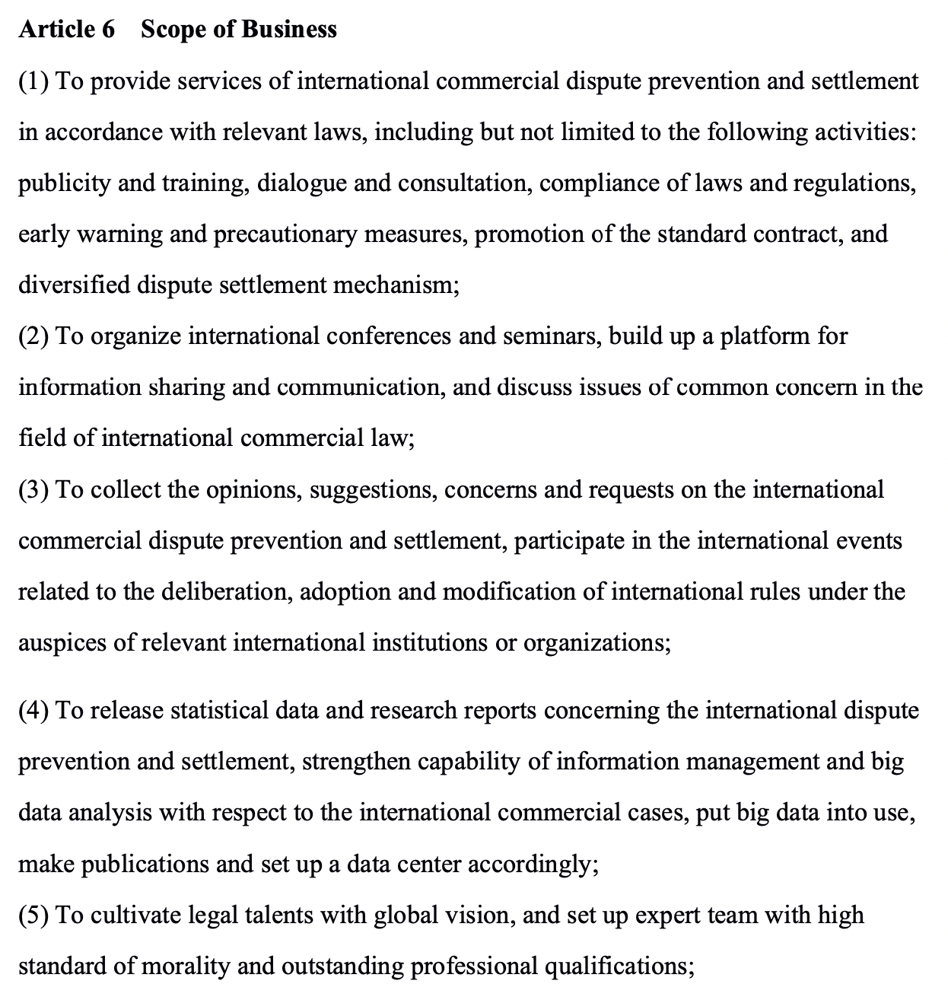 Article 6 Scope of Business
(1) To provide services of international commercial dispute prevention and settlement
in accordance with relevant laws, including but not limited to the following activities:
publicity and training, dialogue and consultation, compliance of laws and regulations,
early warning and precautionary measures, promotion of the standard contract, and
diversified dispute settlement mechanism;
(2) To organize international conferences and seminars, build up a platform for
information sharing and communication, and discuss issues of common concern in the
field of international commercial law;
(3) To collect the opinions, suggestions, concerns and requests on the international
commercial dispute prevention and settlement, participate in the international events
related to the deliberation, adoption and modification of international rules under the
auspices of relevant international institutions or organizations;
(4) To release statistical data and research reports concerning the international dispute
prevention and settlement, strengthen capability of information management and big
data analysis with respect to the international commercial cases, put big data into use,
make publications and set up a data center accordingly;
(5) To cultivate legal talents with global vision, and set up expert team with high
standard of morality and outstanding professional qualifications;